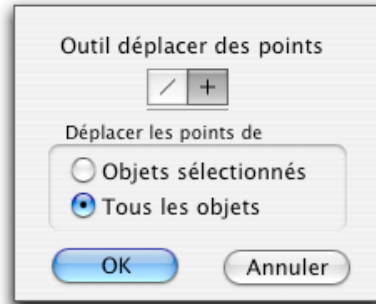 Outil déplacer des points
Déplacer les points de
Objets sélectionnés
Tous les objets
OK Annuler